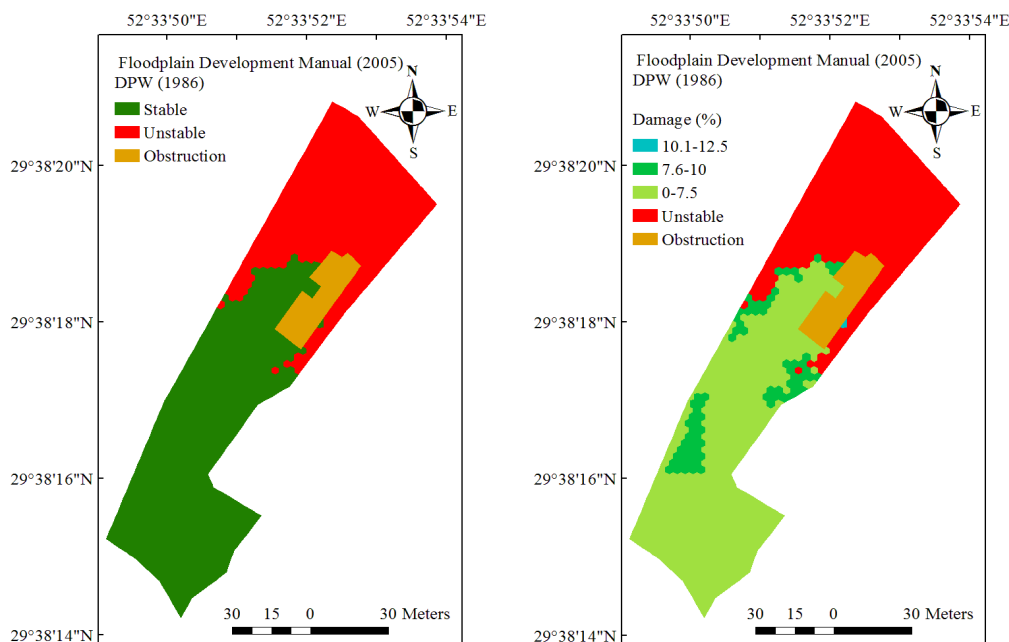 52°33'50"E 52°33'52"E 52°33'54"E
Floodplain Development Manual (2005)
DPW (1986)
Stable
Unstable
Obstruction
N
W E
S
29°38'20"N
29°38'18"N
29°38'16"N
29°38'14"N
30 15 0 30 Meters
52°33'50"E 52°33'52"E 52°33'54"E
Floodplain Development Manual (2005)
DPW (1986)
Damage (%)
10.1-12.5
7.6-10
0-7.5
Unstable
Obstruction
N
W E
S
29°38'20"N
29°38'18"N
29°38'16"N
29°38'14"N
30 15 0 30 Meters